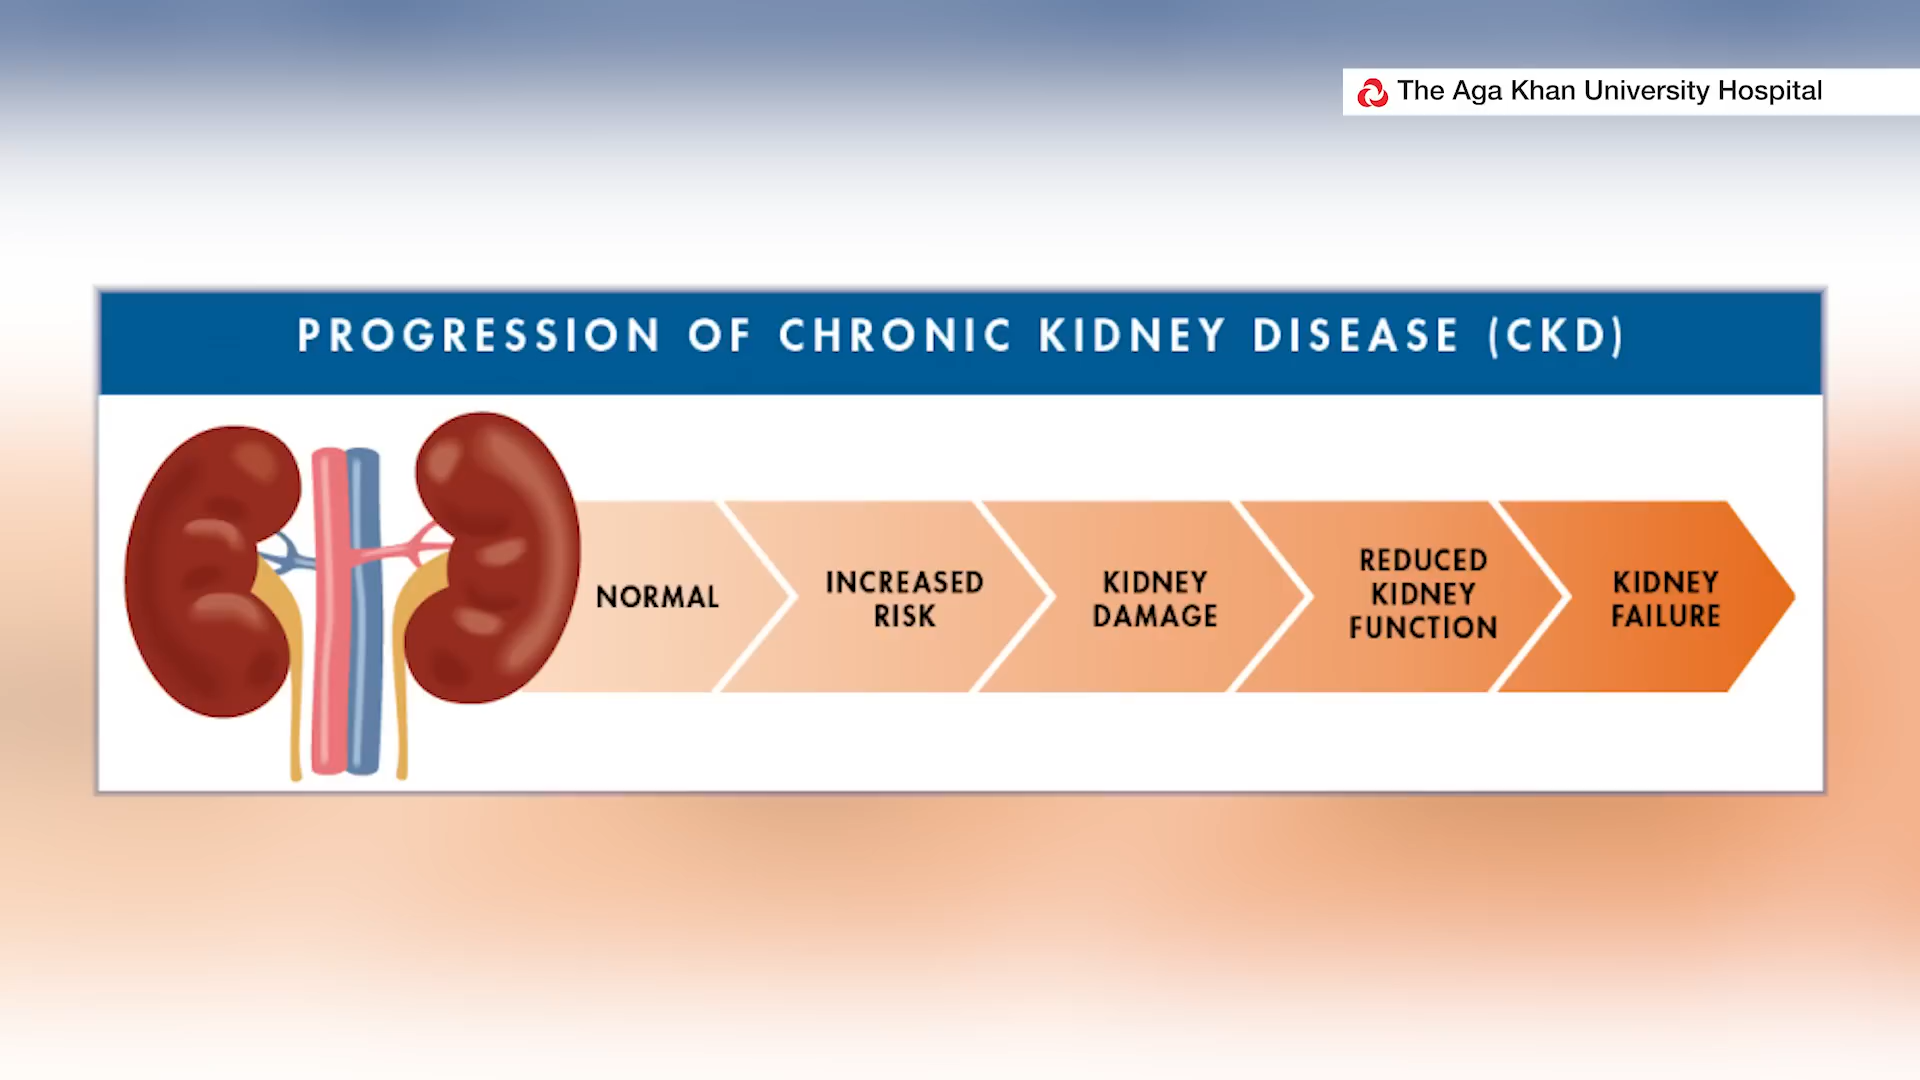 The Aga Khan University Hospital
PROGRESSION OF CHRONIC KIDNEY DISEASE (CKD)
NORMAL
INCREASED
RISK
KIDNEY
DAMAGE
REDUCED
KIDNEY
FUNCTION
KIDNEY
FAILURE